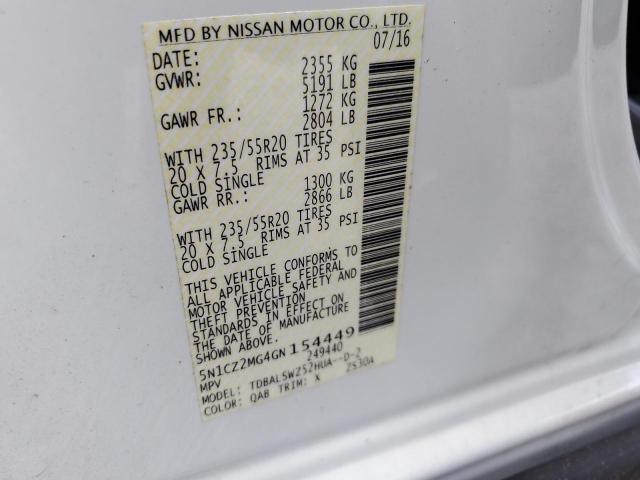 MFD BY NISSAN MOTOR CO., LTD.
DATE: 07/16
GVWR: 2355 KG
5191 LB
GAWR FR.: 1272 KG
2804 LB
WITH 235/55R20 TIRES
20 X 7.5 RIMS AT 35 PSI
COLD SINGLE
GAWR RR.: 1300 KG
2866 LB
WITH 235/55R20 TIRES
20 X 7.5 RIMS AT 35 PSI
COLD SINGLE
THIS VEHICLE CONFORMS TO
ALL APPLICABLE FEDERAL
MOTOR VEHICLE SAFETY AND
THEFT PREVENTION
STANDARDS IN EFFECT ON
THE DATE OF MANUFACTURE
SHOWN ABOVE.
5N1CZ2MG4GN154449
MPV 249440
MODEL: TDBAL5WZ52HUA--D-2
COLOR: QAB TRIM: X ZS30A